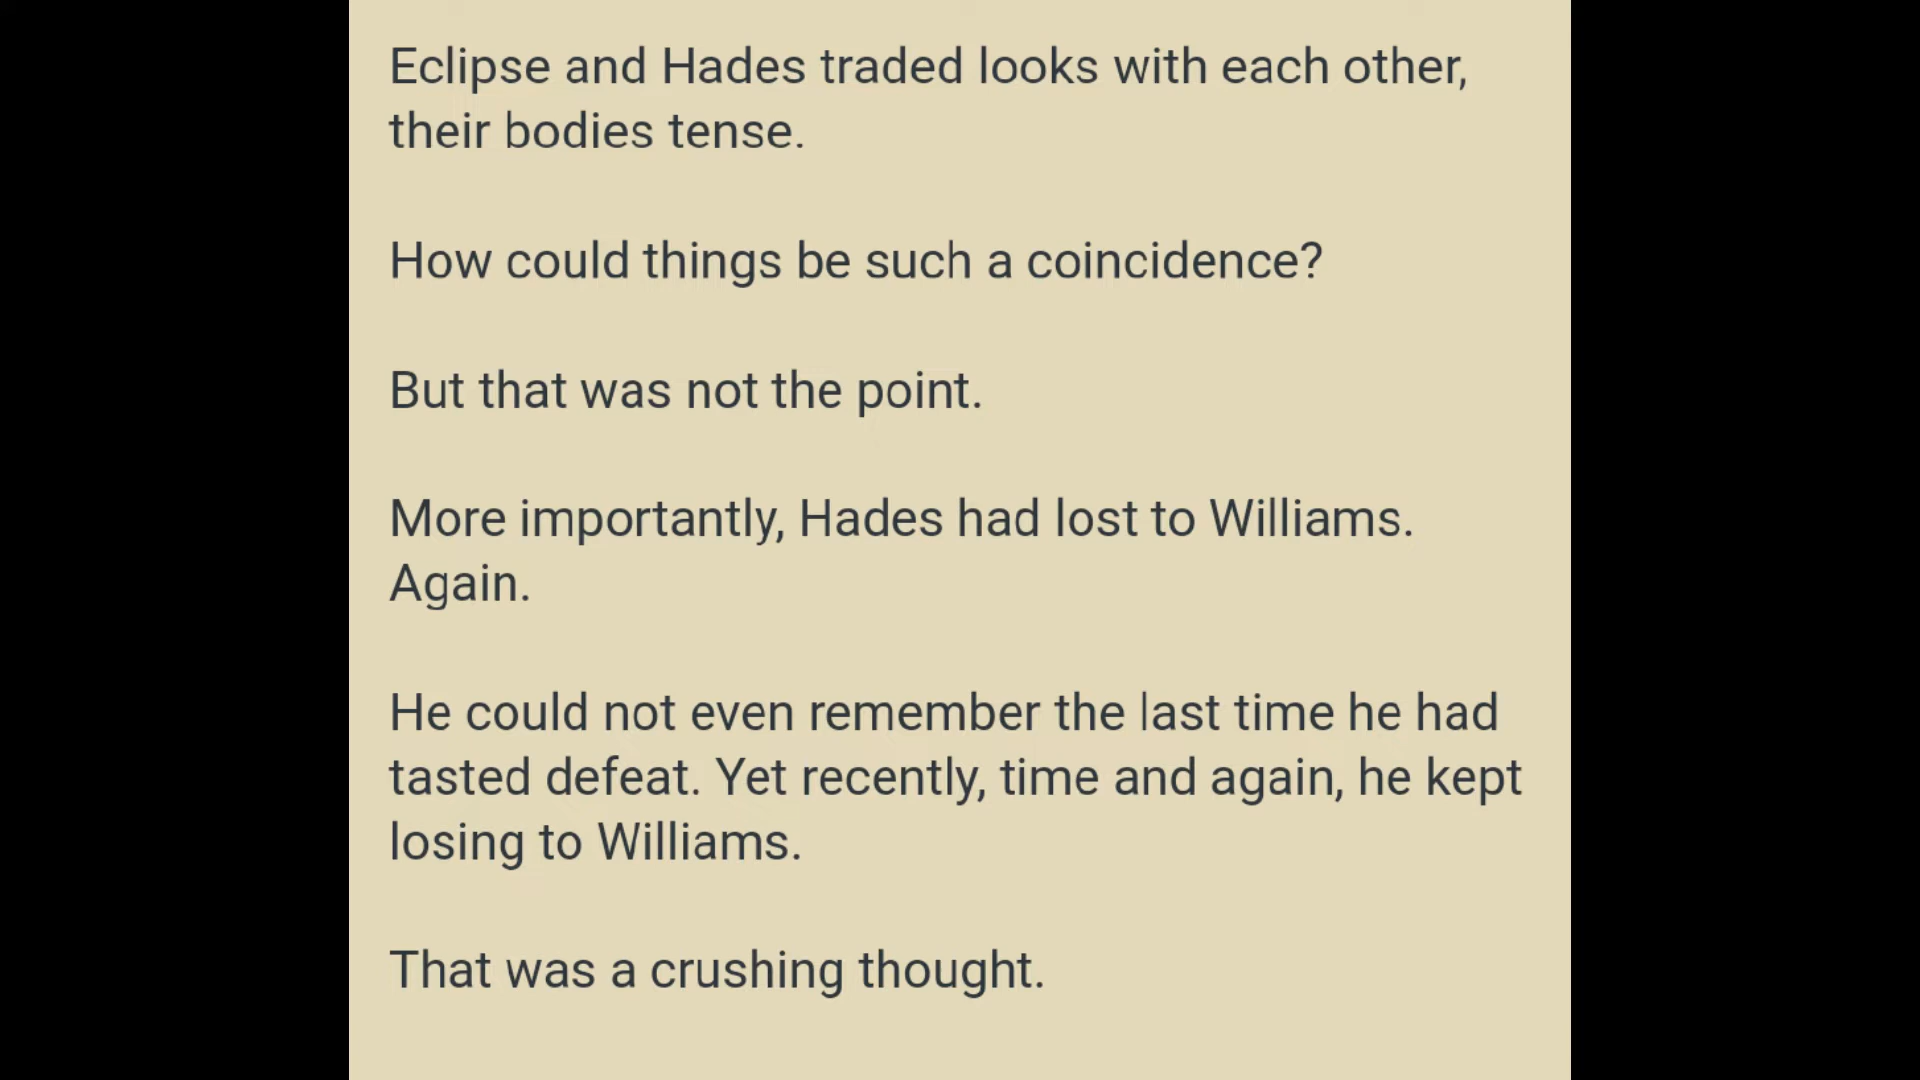 Eclipse and Hades traded looks with each other,
their bodies tense.
How could things be such a coincidence?
But that was not the point.
More importantly, Hades had lost to Williams.
Again.
He could not even remember the last time he had
tasted defeat. Yet recently, time and again, he kept
losing to Williams.
That was a crushing thought.